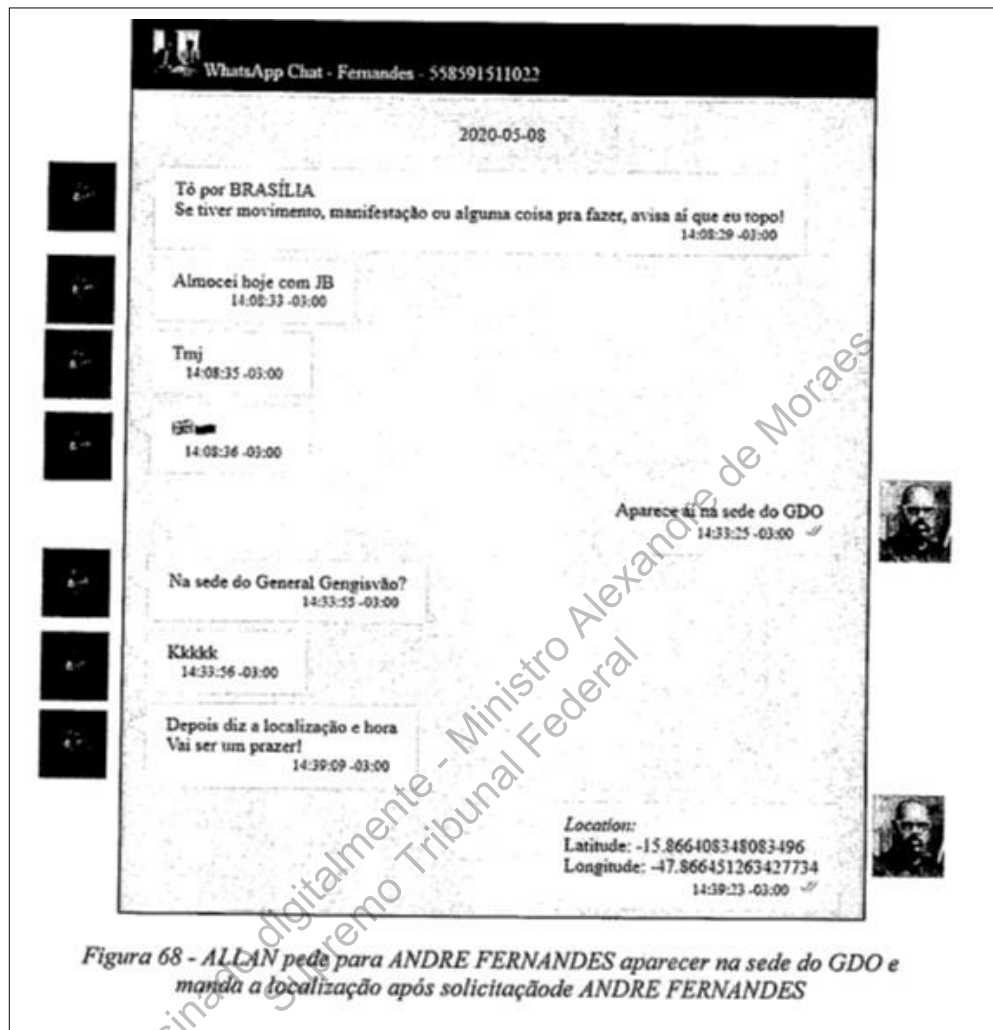 WhatsApp Chat - Fernandes - 558591511022
2020-05-08
Tô por BRASÍLIA
Se tiver movimento, manifestação ou alguma coisa pra fazer, avisa aí que eu topo!
14:08:29 -03:00
Almocei hoje com JB
14:08:33 -03:00
Tmj
14:08:35 -03:00
14:08:36 -03:00
Aparece aí na sede do GDO
14:33:25 -03:00
Na sede do General Gengisvão?
14:33:55 -03:00
Kkkkk
14:33:56 -03:00
Depois diz a localização e hora
Vai ser um prazer!
14:39:09 -03:00
Location:
Latitude: -15.866408348083496
Longitude: -47.866451263427734
14:39:23 -03:00
Figura 68 - ALLAN pede para ANDRE FERNANDES aparecer na sede do GDO e
manda a localização após solicitaçãode ANDRE FERNANDES
sinado digitalmente - Ministro Alexandre de Moraes
Supremo Tribunal Federal